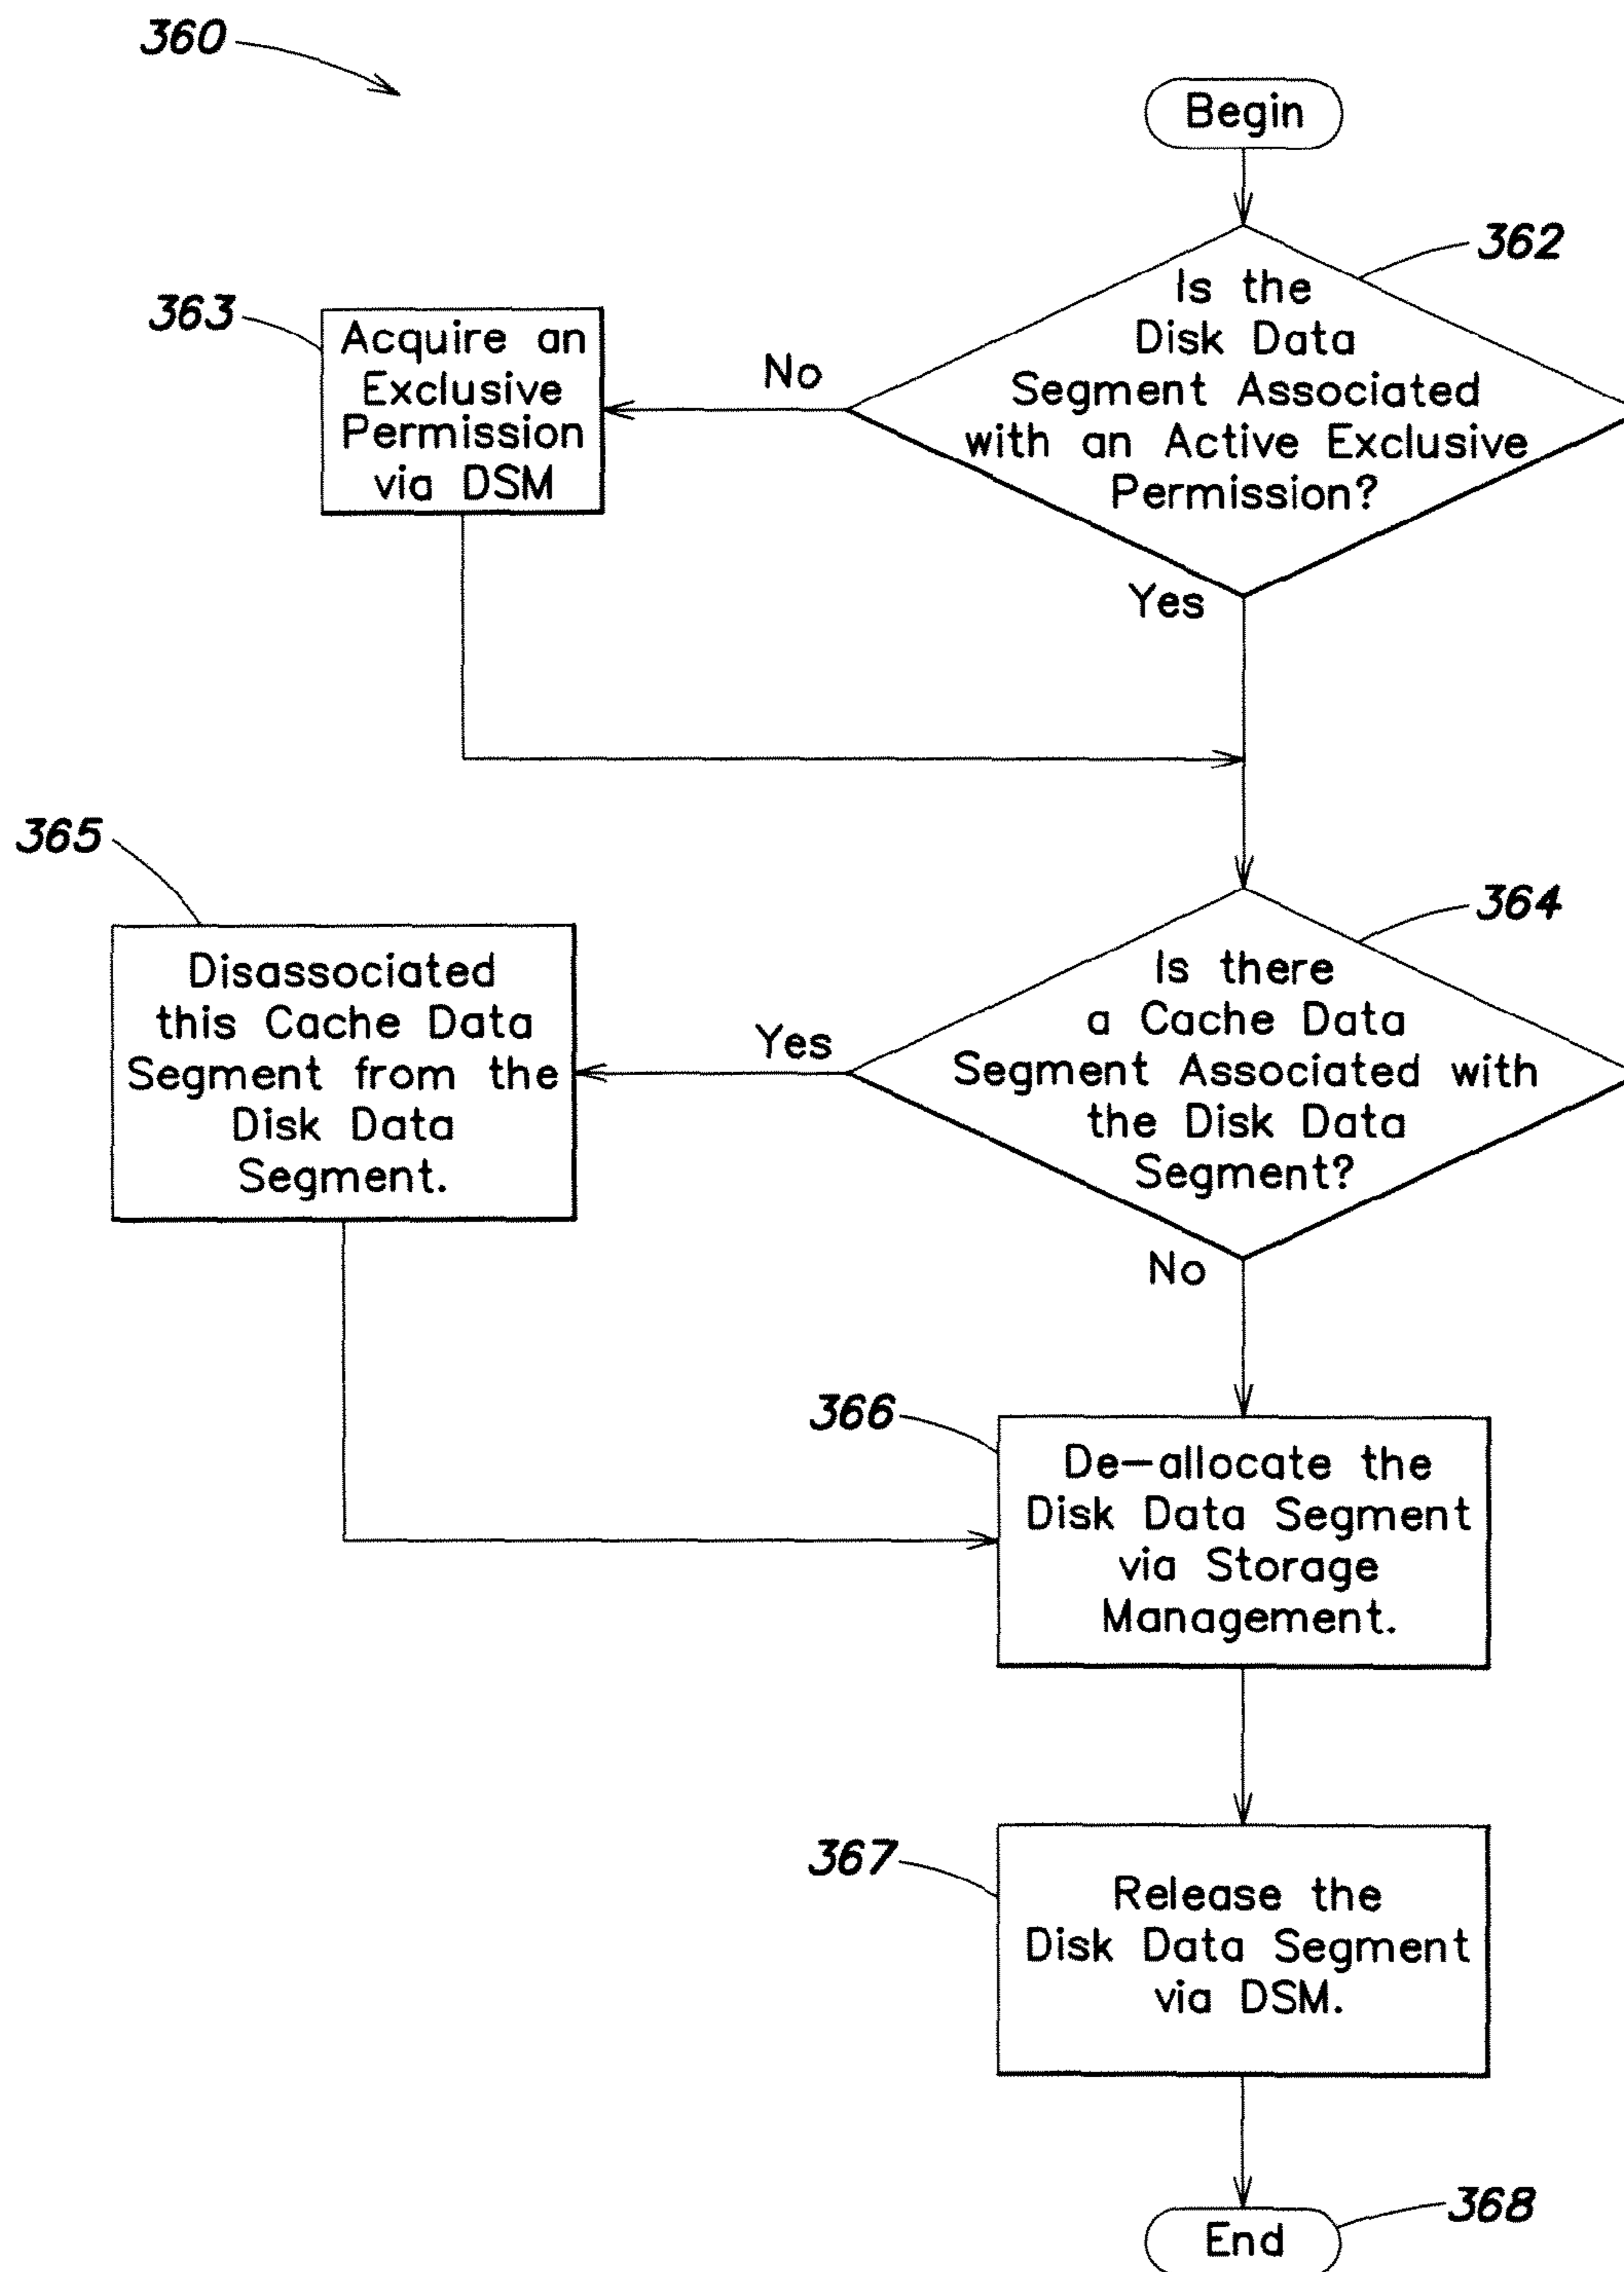 360
Begin
362
Is the
Disk Data
Segment Associated
with an Active Exclusive
Permission?
No
363
Acquire an
Exclusive
Permission
via DSM
Yes
364
Is there
a Cache Data
Segment Associated with
the Disk Data
Segment?
Yes
365
Disassociated
this Cache Data
Segment from the
Disk Data
Segment.
No
366
De-allocate the
Disk Data Segment
via Storage
Management.
367
Release the
Disk Data Segment
via DSM.
368
End